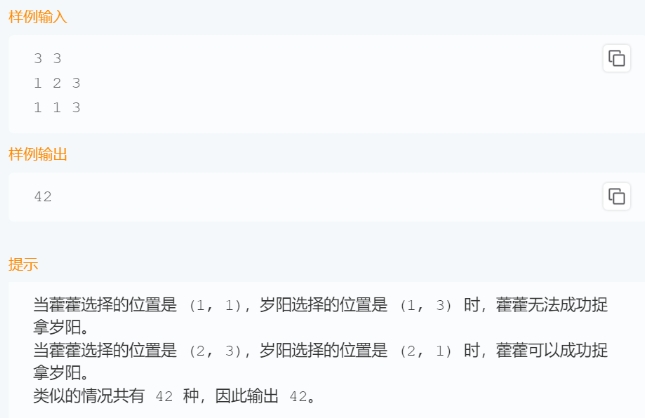 样例输入
3 3
1 2 3
1 1 3
样例输出
42
提示
当藿藿选择的位置是 (1, 1)，岁阳选择的位置是 (1, 3) 时，藿藿无法成功捉
拿岁阳。
当藿藿选择的位置是 (2, 3)，岁阳选择的位置是 (2, 1) 时，藿藿可以成功捉
拿岁阳。
类似的情况共有 42 种，因此输出 42。